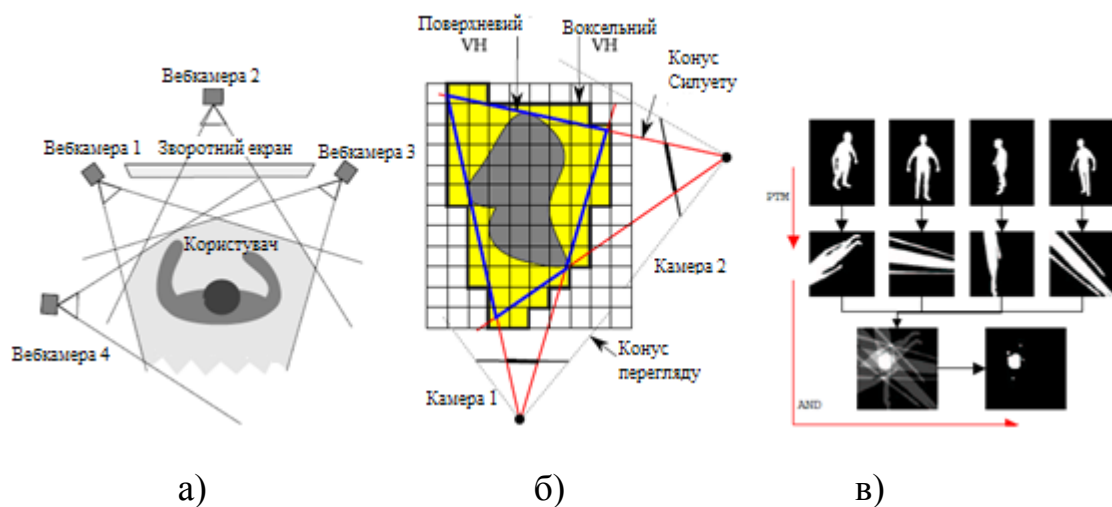 Вебкамера 2
Вебкамера 1
Зворотний екран
Вебкамера 3
Користувач
Вебкамера 4
а)
Поверхневий
VH
Воксельний
VH
Конус
Силуету
Камера 2
Конус
перегляду
Камера 1
б)
PTM
AND
в)